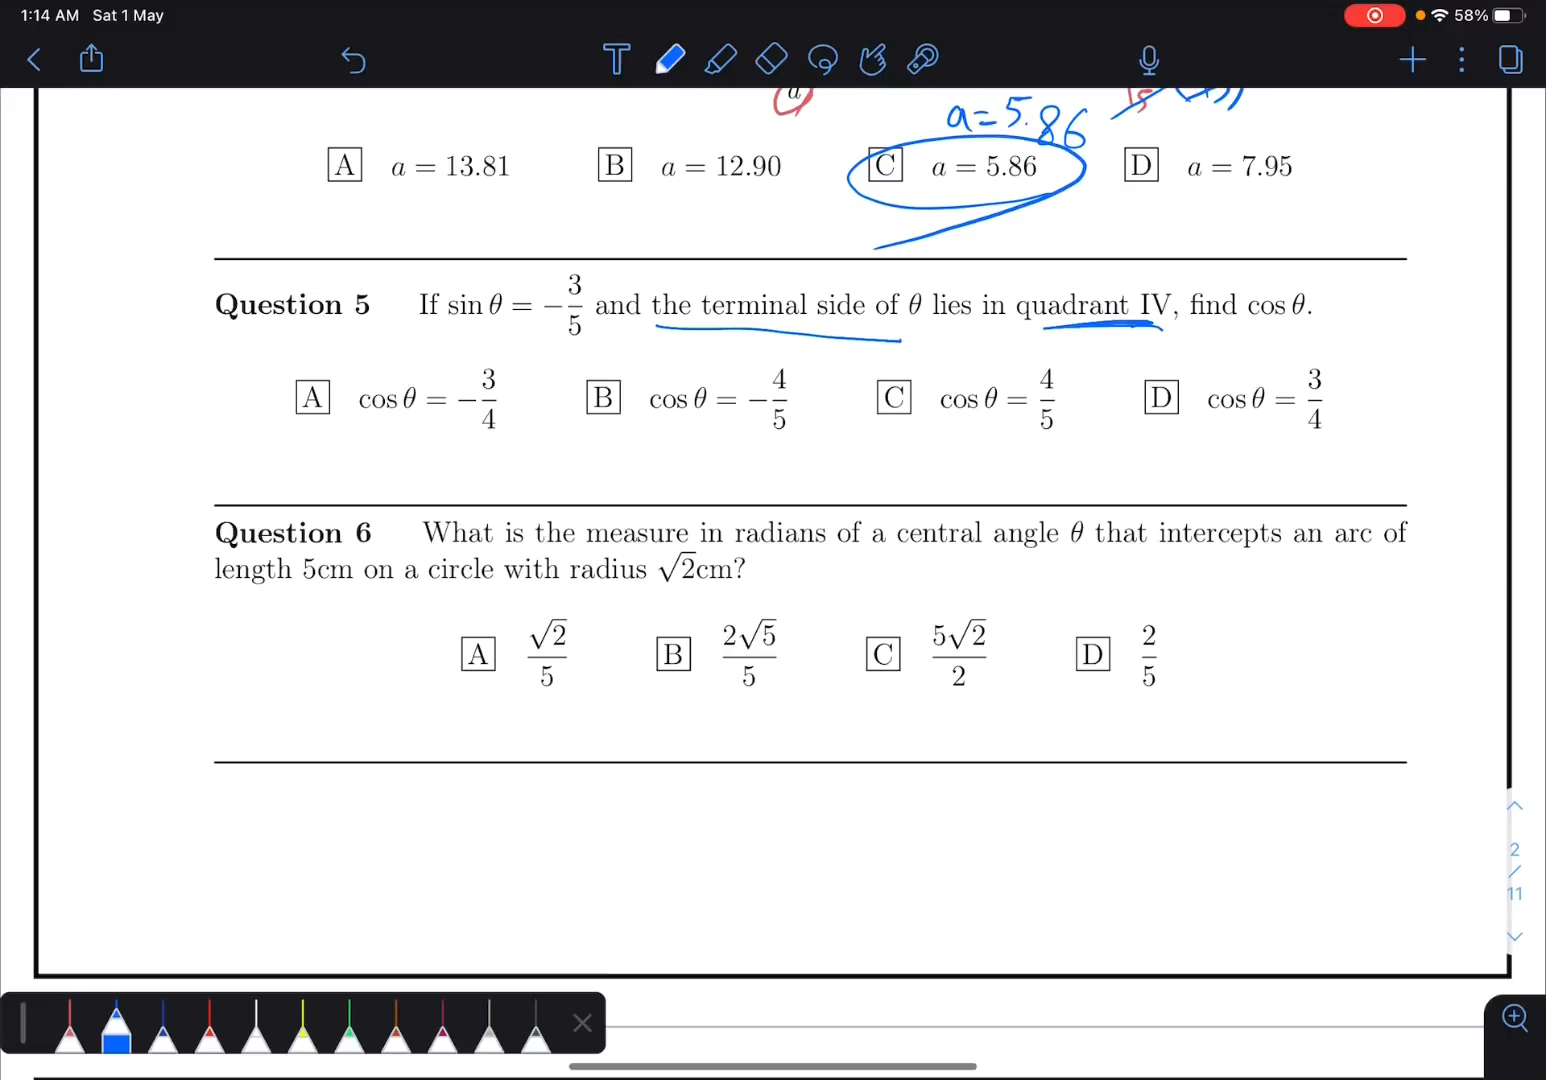 1:14 AM Sat 1 May
58%
T
a
a=5.86
A a = 13.81 B a = 12.90 C a = 5.86 D a = 7.95
Question 5 If sin θ = −3/5 and the terminal side of θ lies in quadrant IV, find cos θ.
A cos θ = −3/4 B cos θ = −4/5 C cos θ = 4/5 D cos θ = 3/4
Question 6 What is the measure in radians of a central angle θ that intercepts an arc of
length 5cm on a circle with radius √2cm?
A √2/5 B 2√5/5 C 5√2/2 D 2/5
2
/
11